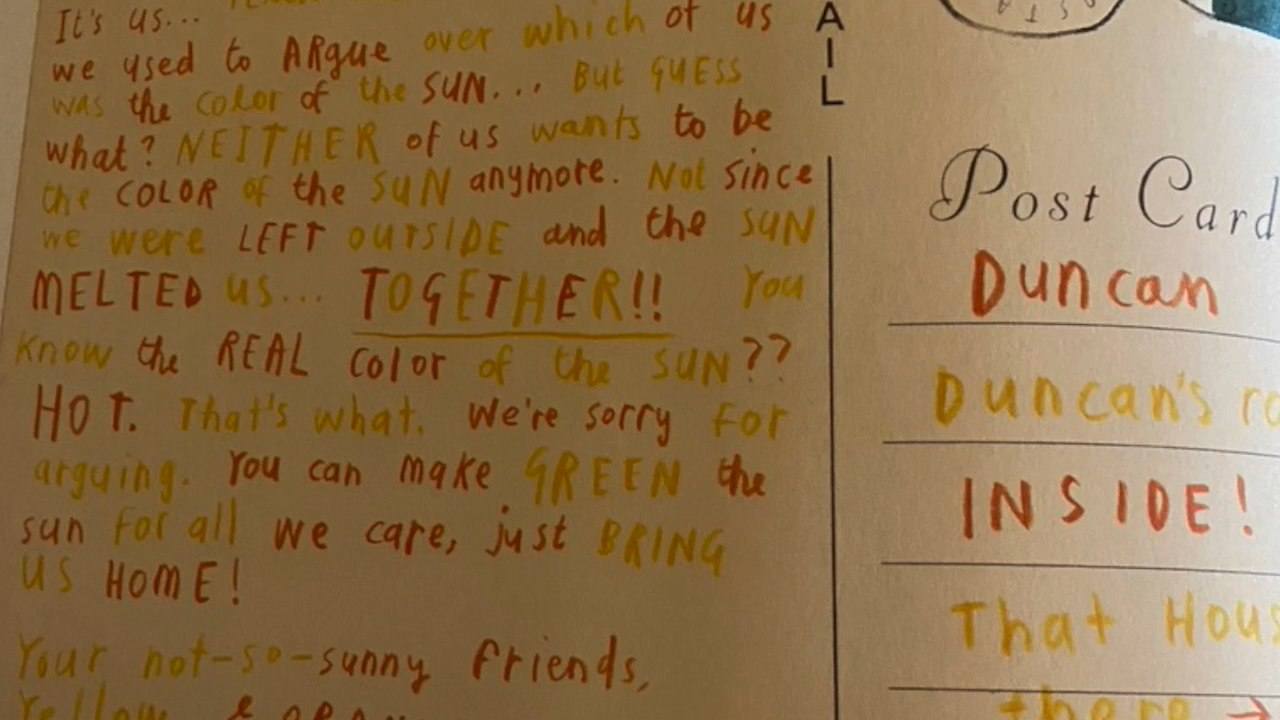 It's us...
we used to ARgue over which of us
was the color of the SUN... But GUESS
what? NEITHER of us wants to be
the COLOR of the SUN anymore. Not since
we were LEFT OUTSIDE and the SUN
MELTED us... TOGETHER!! You
know the REAL color of the SUN??
HOT. That's what. We're sorry for
arguing. You can make GREEN the
sun for all we care, just BRING
US HOME!
Your not-so-sunny friends,
Yellow &
A
I
L
Post Card
Duncan
Duncan's
INSIDE!
That
there →